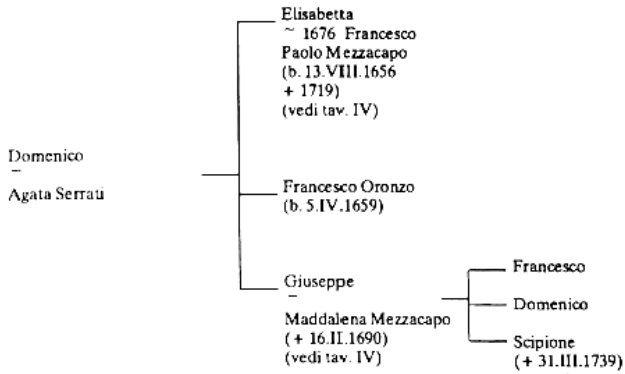 Elisabetta
~ 1676 Francesco
Paolo Mezzacapo
(b. 13.VIII.1656
+ 1719)
(vedi tav. IV)
Domenico
~
Agata Serrati
Francesco Oronzo
(b. 5.IV.1659)
Giuseppe
~
Maddalena Mezzacapo
(+ 16.II.1690)
(vedi tav. IV)
Francesco
Domenico
Scipione
(+ 31.III.1739)